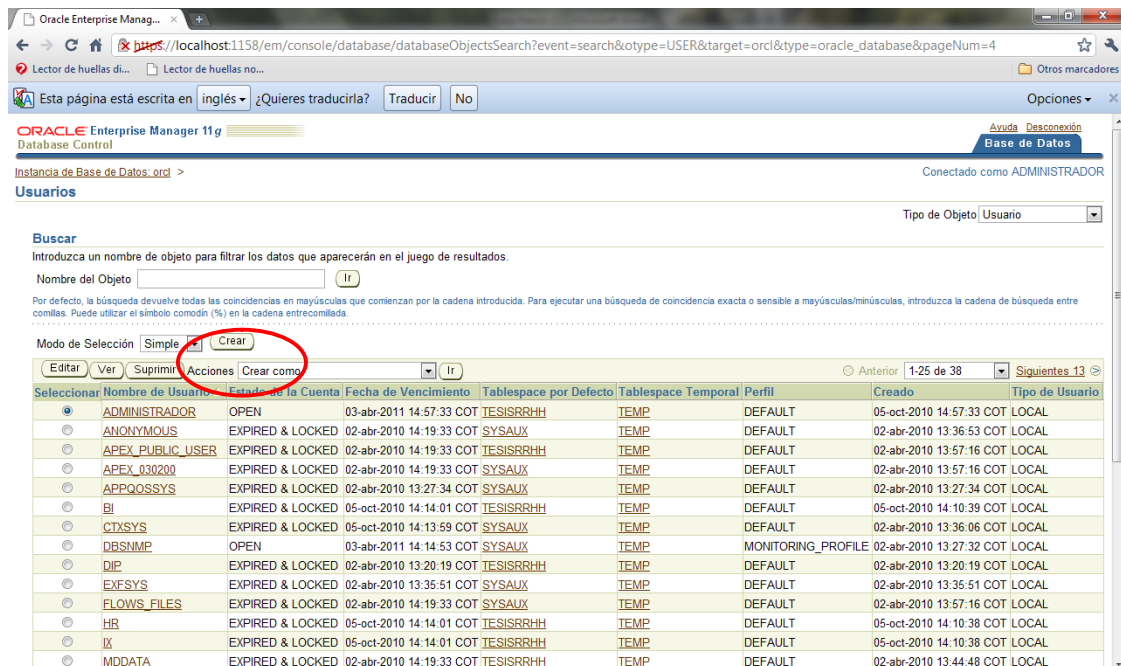 Oracle Enterprise Manag...
https://localhost:1158/em/console/database/databaseObjectsSearch?event=search&otype=USER&target=orcl&type=oracle_database&pageNum=4
Lector de huellas di... Lector de huellas no... Otros marcadores
Esta página está escrita en inglés ¿Quieres traducirla? Traducir No Opciones
ORACLE Enterprise Manager 11g
Database Control
Ayuda Desconexión
Base de Datos
Instancia de Base de Datos: orcl > Conectado como ADMINISTRADOR
Usuarios
Tipo de Objeto Usuario
Buscar
Introduzca un nombre de objeto para filtrar los datos que aparecerán en el juego de resultados.
Nombre del Objeto Ir
Por defecto, la búsqueda devuelve todas las coincidencias en mayúsculas que comienzan por la cadena introducida. Para ejecutar una búsqueda de coincidencia exacta o sensible a mayúsculas/minúsculas, introduzca la cadena de búsqueda entre
comillas. Puede utilizar el símbolo comodín (%) en la cadena entrecomillada.
Modo de Selección Simple Crear
Editar Ver Suprimir Acciones Crear como Ir Anterior 1-25 de 38 Siguientes 13
Seleccionar Nombre de Usuario Estado de la Cuenta Fecha de Vencimiento Tablespace por Defecto Tablespace Temporal Perfil Creado Tipo de Usuario
ADMINISTRADOR OPEN 03-abr-2011 14:57:33 COT TESISRRHH TEMP DEFAULT 05-oct-2010 14:57:33 COT LOCAL
ANONYMOUS EXPIRED & LOCKED 02-abr-2010 14:19:33 COT SYSAUX TEMP DEFAULT 02-abr-2010 13:36:53 COT LOCAL
APEX_PUBLIC_USER EXPIRED & LOCKED 02-abr-2010 14:19:33 COT TESISRRHH TEMP DEFAULT 02-abr-2010 13:57:16 COT LOCAL
APEX_030200 EXPIRED & LOCKED 02-abr-2010 14:19:33 COT SYSAUX TEMP DEFAULT 02-abr-2010 13:57:16 COT LOCAL
APPQOSSYS EXPIRED & LOCKED 02-abr-2010 13:27:34 COT SYSAUX TEMP DEFAULT 02-abr-2010 13:27:34 COT LOCAL
BI EXPIRED & LOCKED 05-oct-2010 14:14:01 COT TESISRRHH TEMP DEFAULT 05-oct-2010 14:10:39 COT LOCAL
CTXSYS EXPIRED & LOCKED 05-oct-2010 14:13:59 COT SYSAUX TEMP DEFAULT 02-abr-2010 13:36:06 COT LOCAL
DBSNMP OPEN 03-abr-2011 14:14:53 COT SYSAUX TEMP MONITORING_PROFILE 02-abr-2010 13:27:32 COT LOCAL
DIP EXPIRED & LOCKED 02-abr-2010 13:20:19 COT TESISRRHH TEMP DEFAULT 02-abr-2010 13:20:19 COT LOCAL
EXFSYS EXPIRED & LOCKED 02-abr-2010 13:35:51 COT SYSAUX TEMP DEFAULT 02-abr-2010 13:35:51 COT LOCAL
FLOWS_FILES EXPIRED & LOCKED 02-abr-2010 14:19:33 COT SYSAUX TEMP DEFAULT 02-abr-2010 13:57:16 COT LOCAL
HR EXPIRED & LOCKED 05-oct-2010 14:14:01 COT TESISRRHH TEMP DEFAULT 05-oct-2010 14:10:38 COT LOCAL
IX EXPIRED & LOCKED 05-oct-2010 14:14:01 COT TESISRRHH TEMP DEFAULT 05-oct-2010 14:10:38 COT LOCAL
MDDATA EXPIRED & LOCKED 02-abr-2010 14:19:33 COT TESISRRHH TEMP DEFAULT 02-abr-2010 13:44:48 COT LOCAL